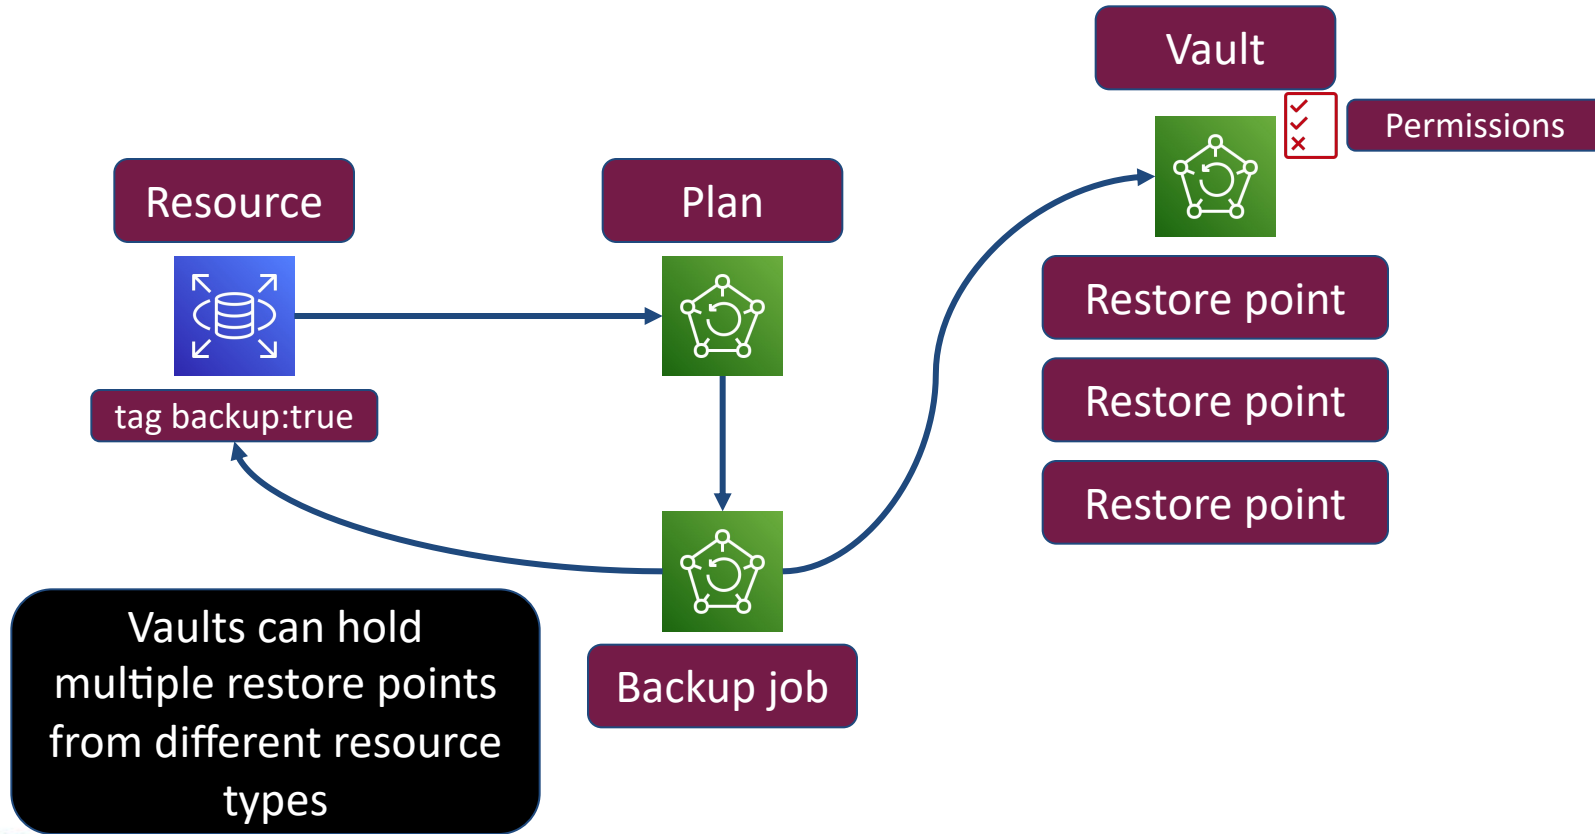 Vault
Permissions
Resource
Plan
tag backup:true
Restore point
Restore point
Restore point
Backup job
Vaults can hold
multiple restore points
from different resource
types